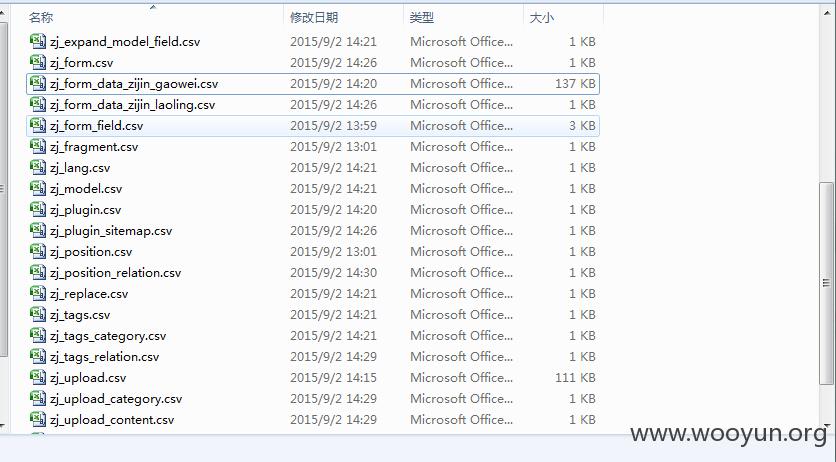 名称 修改日期 类型 大小
zj_expand_model_field.csv 2015/9/2 14:21 Microsoft Office... 1 KB
zj_form.csv 2015/9/2 14:26 Microsoft Office... 1 KB
zj_form_data_zijin_gaowei.csv 2015/9/2 14:20 Microsoft Office... 137 KB
zj_form_data_zijin_laoling.csv 2015/9/2 14:26 Microsoft Office... 1 KB
zj_form_field.csv 2015/9/2 13:59 Microsoft Office... 3 KB
zj_fragment.csv 2015/9/2 13:01 Microsoft Office... 1 KB
zj_lang.csv 2015/9/2 14:21 Microsoft Office... 1 KB
zj_model.csv 2015/9/2 14:21 Microsoft Office... 1 KB
zj_plugin.csv 2015/9/2 14:20 Microsoft Office... 1 KB
zj_plugin_sitemap.csv 2015/9/2 14:26 Microsoft Office... 1 KB
zj_position.csv 2015/9/2 13:01 Microsoft Office... 1 KB
zj_position_relation.csv 2015/9/2 14:30 Microsoft Office... 1 KB
zj_replace.csv 2015/9/2 14:21 Microsoft Office... 1 KB
zj_tags.csv 2015/9/2 14:21 Microsoft Office... 1 KB
zj_tags_category.csv 2015/9/2 14:21 Microsoft Office... 1 KB
zj_tags_relation.csv 2015/9/2 14:29 Microsoft Office... 1 KB
zj_upload.csv 2015/9/2 14:15 Microsoft Office... 111 KB
zj_upload_category.csv 2015/9/2 14:29 Microsoft Office... 1 KB
zj_upload_content.csv 2015/9/2 14:29 Microsoft Office... 1 KB
www.wooyun.org